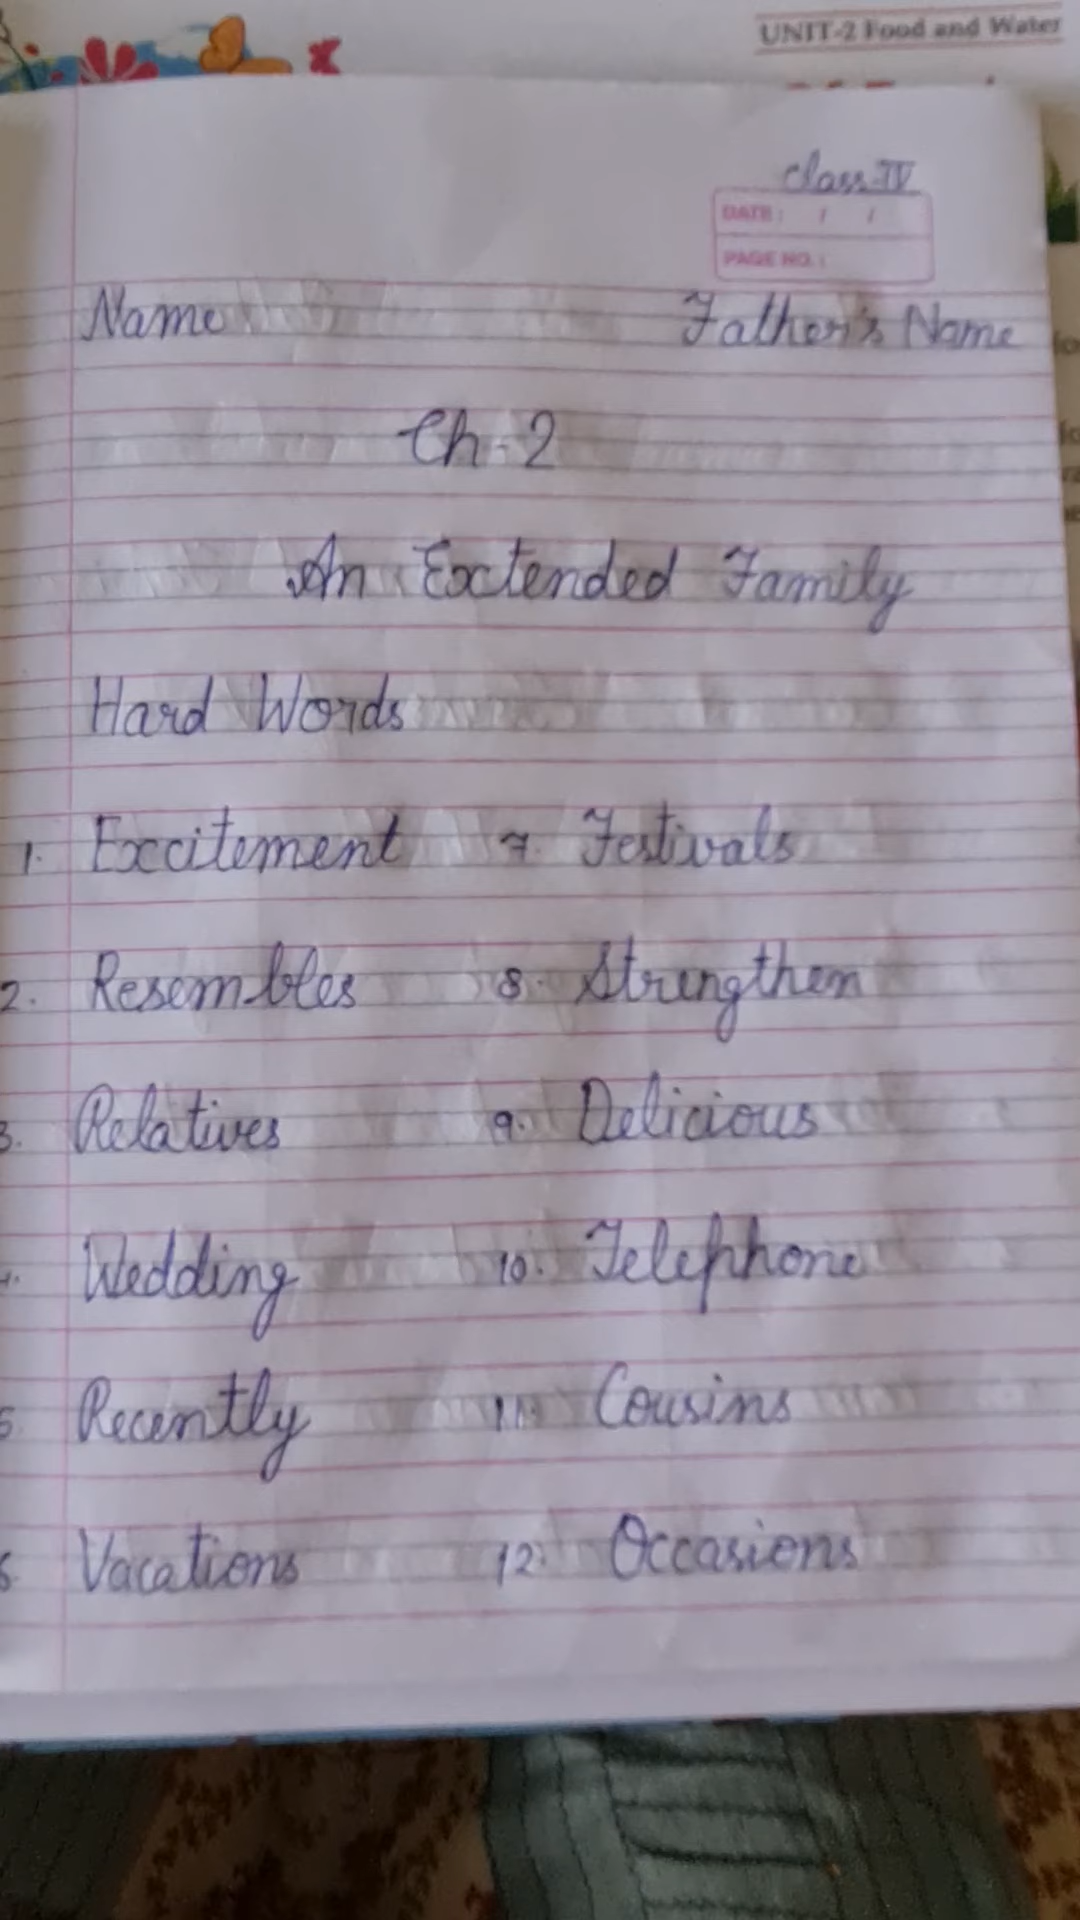 UNIT-2 Food and Water
Class-IV
DATE: / /
PAGE NO.:
Name Father's Name
Ch-2
An Extended Family
Hard Words
1. Excitement 7. Festivals
2. Resembles 8. Strengthen
3. Relatives 9. Delicious
4. Wedding 10. Telephone
5. Recently 11. Cousins
6. Vacations 12. Occasions